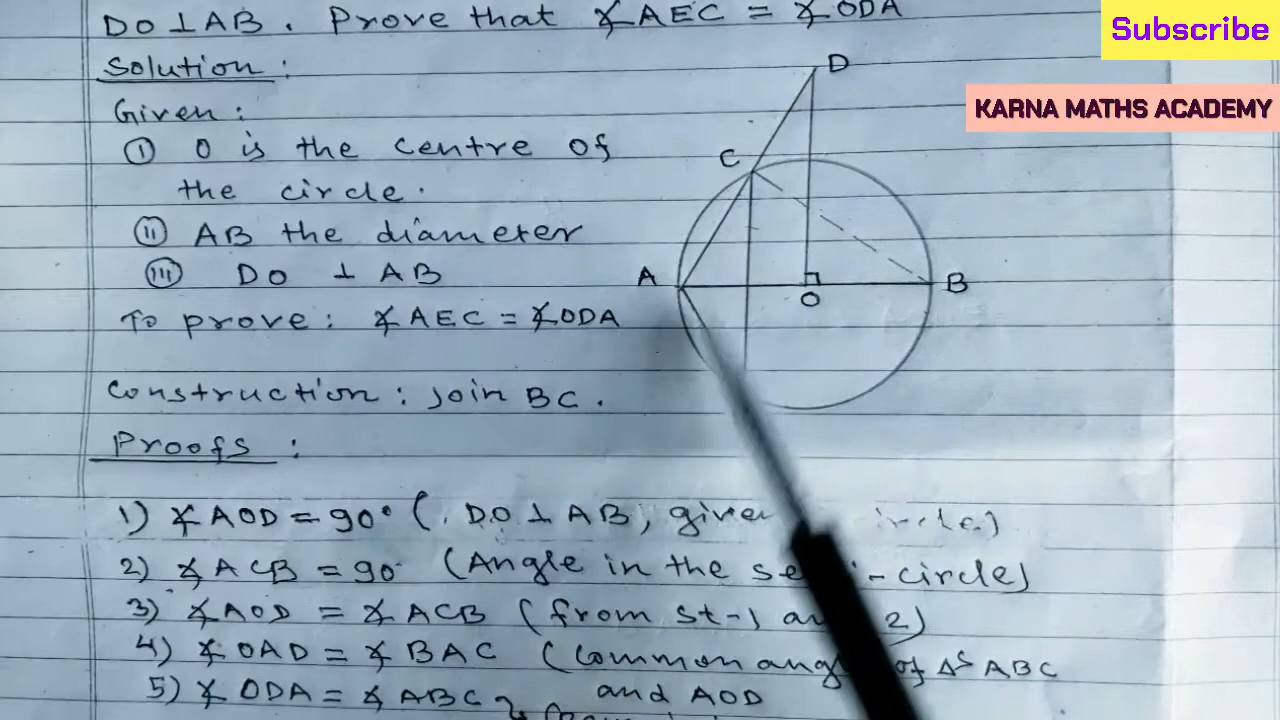 DO ⊥ AB. Prove that ∡AEC = ∡ODA
Subscribe
KARNA MATHS ACADEMY
Solution:
Given:
(i) O is the centre of
the circle.
(ii) AB the diameter
(iii) DO ⊥ AB
To prove: ∡AEC = ∡ODA
Construction: Join BC.
Proofs:
1) ∡AOD = 90° (. DO ⊥ AB, given
2) ∡ACB = 90° (Angle in the semi-circle)
3) ∡AOD = ∡ACB (from st-1 and 2)
4) ∡OAD = ∡BAC (Common angle of Δs ABC
5) ∡ODA = ∡ABC and AOD
D
C
A
B
O